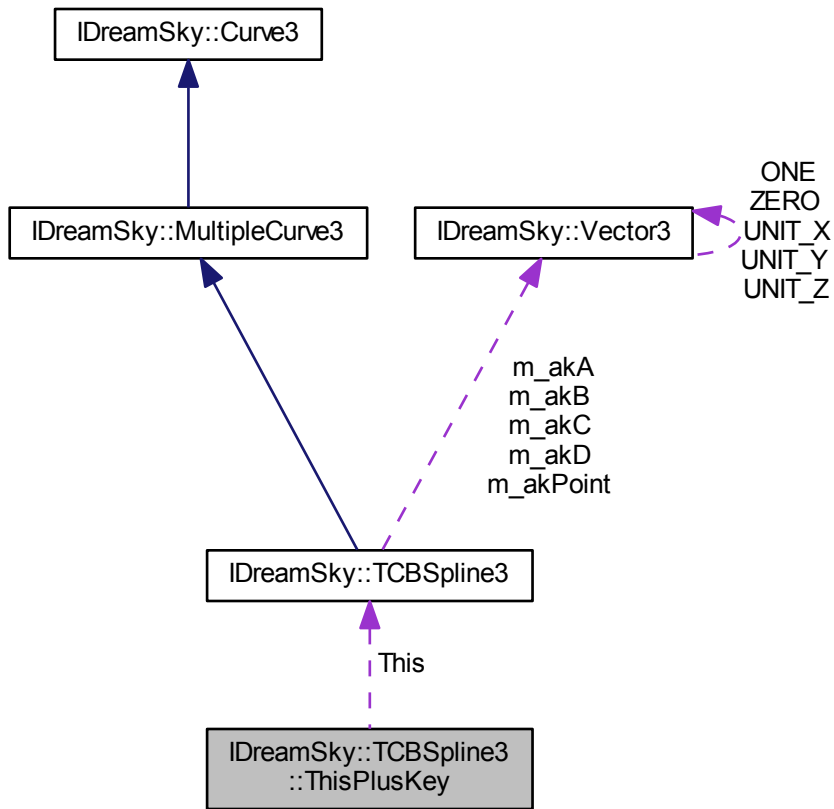 IDreamSky::Curve3
IDreamSky::MultipleCurve3
IDreamSky::Vector3
ONE
ZERO
UNIT_X
UNIT_Y
UNIT_Z
m_akA
m_akB
m_akC
m_akD
m_akPoint
IDreamSky::TCBSpline3
This
IDreamSky::TCBSpline3
::ThisPlusKey